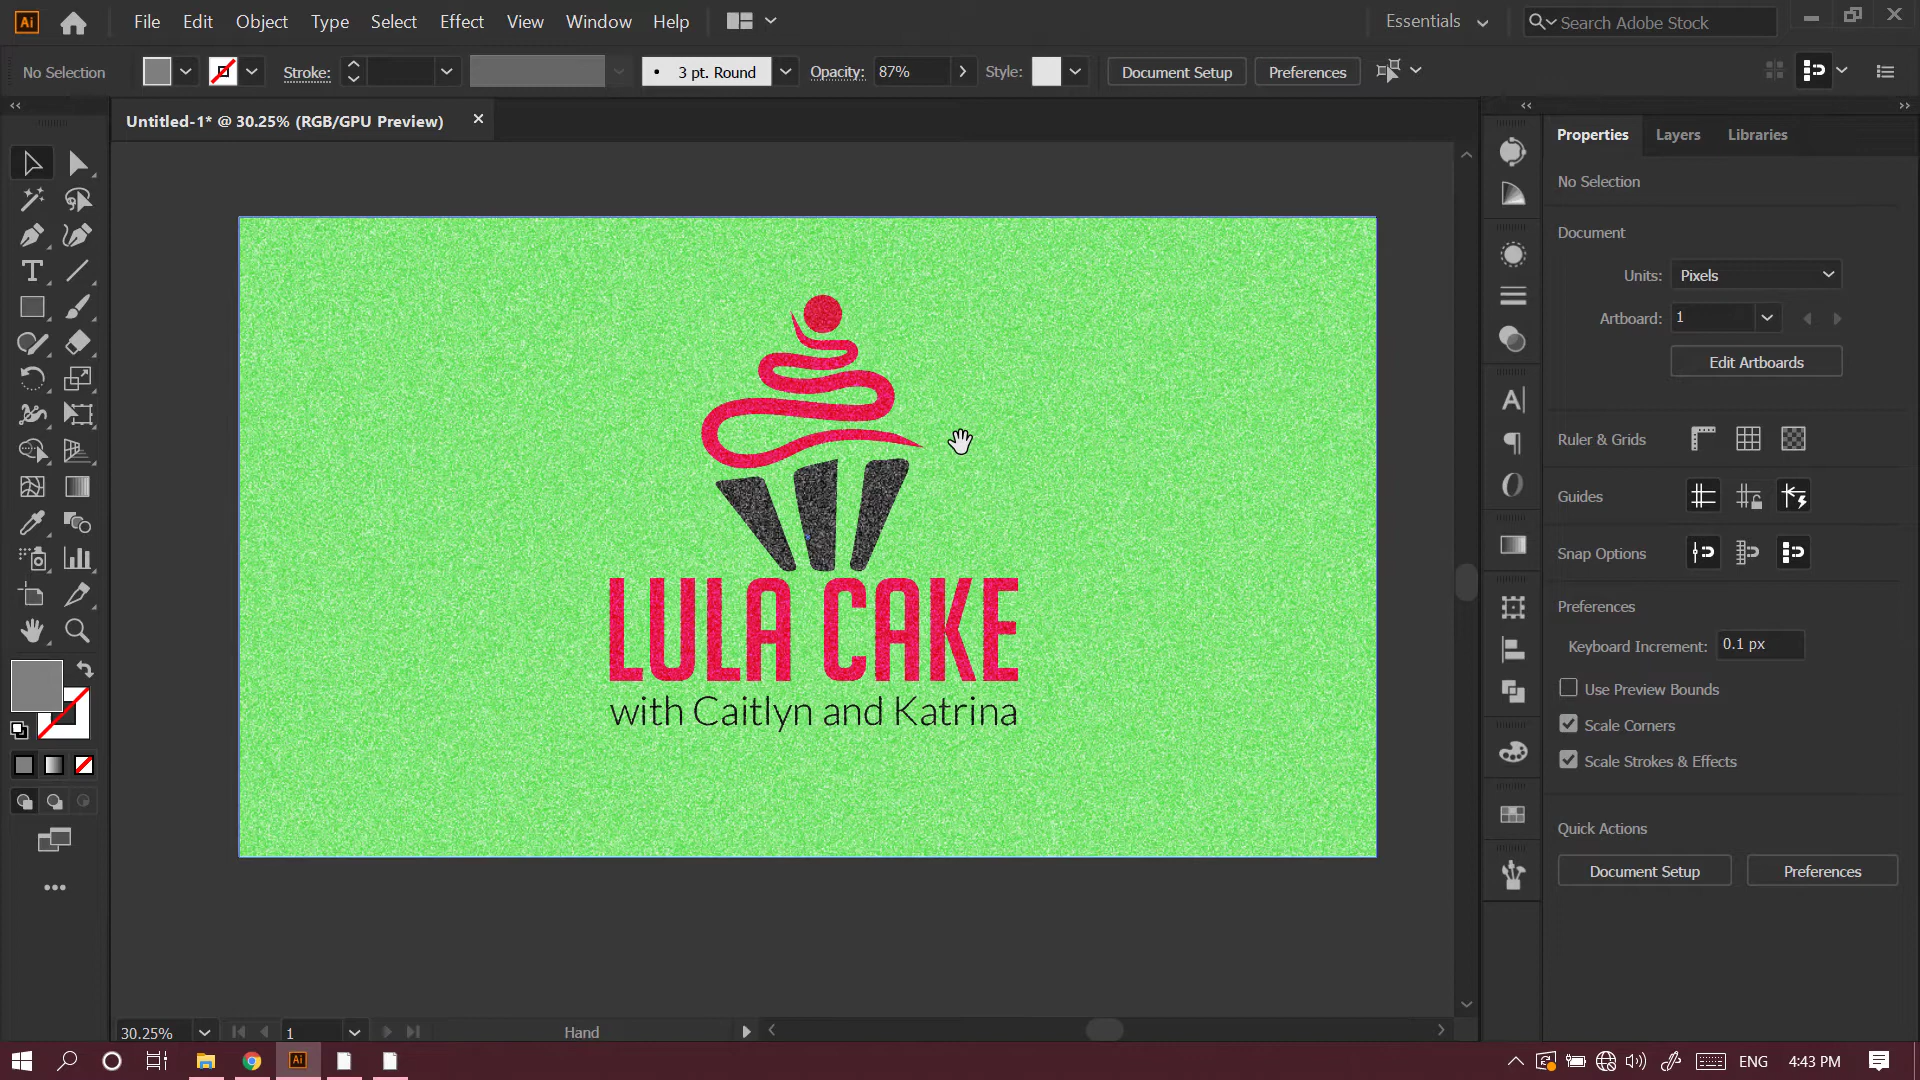 Ai File Edit Object Type Select Effect View Window Help Essentials Search Adobe Stock
No Selection Stroke: 3 pt. Round Opacity: 87% Style: Document Setup Preferences
Untitled-1* @ 30.25% (RGB/GPU Preview)
Properties Layers Libraries
No Selection
Document
Units: Pixels
Artboard: 1
Edit Artboards
Ruler & Grids
Guides
Snap Options
Preferences
Keyboard Increment: 0.1 px
Use Preview Bounds
Scale Corners
Scale Strokes & Effects
Quick Actions
Document Setup Preferences
LULA CAKE
with Caitlyn and Katrina
30.25% 1 Hand
Ai ENG 4:43 PM